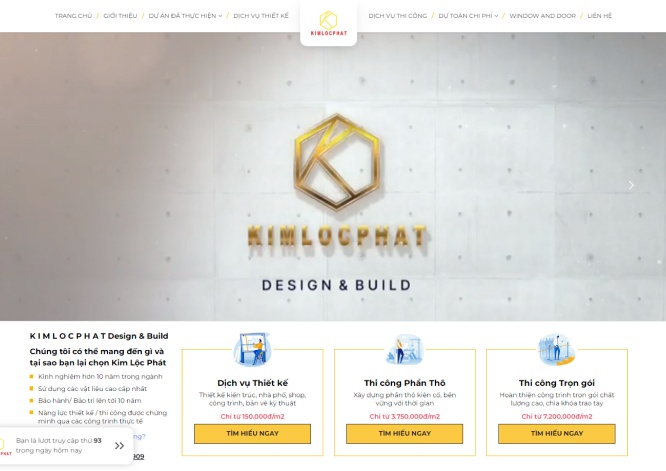 TRANG CHỦ / GIỚI THIỆU / DỰ ÁN ĐÃ THỰC HIỆN / DỊCH VỤ THIẾT KẾ
KIMLOCPHAT
DỊCH VỤ THI CÔNG / DỰ TOÁN CHI PHÍ / WINDOW AND DOOR / LIÊN HỆ
KIMLOCPHAT
DESIGN & BUILD
K I M L O C P H A T Design & Build
Chúng tôi có thể mang đến gì và
tại sao bạn lại chọn Kim Lộc Phát
Kinh nghiệm hơn 10 năm trong ngành
Sử dụng các vật liệu cao cấp nhất
Bảo hành/ Bảo trì lên tới 10 năm
Năng lực thiết kế / thi công được chứng
minh qua các công trình thực tế
Dịch vụ Thiết kế
Thiết kế kiến trúc, nhà phố, shop,
công trình, bản vẽ kỹ thuật
Chỉ từ 150.000đ/m2
TÌM HIỂU NGAY
Thi công Phần Thô
Xây dựng phần thô kiên cố, bền
vững với thời gian
Chỉ từ 3.750.000đ/m2
TÌM HIỂU NGAY
Thi công Trọn gói
Hoàn thiện công trình trọn gói chất
lượng cao, chìa khóa trao tay
Chỉ từ 7.200.000đ/m2
TÌM HIỂU NGAY
Bạn là lượt truy cập thứ 93
trong ngày hôm nay